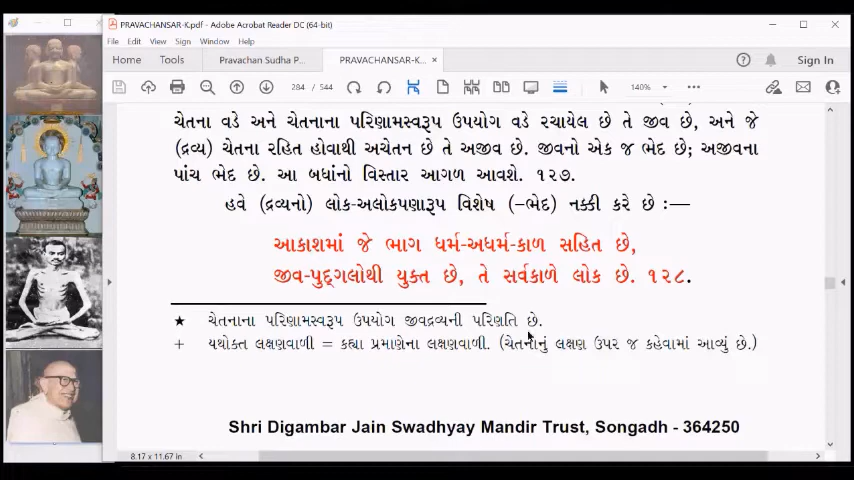 PRAVACHANSAR-K.pdf - Adobe Acrobat Reader DC (64-bit)
File Edit View Sign Window Help
Home Tools Pravachan Sudha P... PRAVACHANSAR-K... × Sign In
284 / 544 140%
ચેતના વડે અને ચેતનાના પરિણામસ્વરૂપ ઉપયોગ વડે રચાયેલ છે તે જીવ છે, અને જે
(દ્રવ્ય) ચેતના રહિત હોવાથી અચેતન છે તે અજીવ છે. જીવનો એક જ ભેદ છે; અજીવના
પાંચ ભેદ છે. આ બધાંનો વિસ્તાર આગળ આવશે. ૧૨૭.
હવે (દ્રવ્યનો) લોક-અલોકપણારૂપ વિશેષ (–ભેદ) નક્કી કરે છે :—
આકાશમાં જે ભાગ ધર્મ-અધર્મ-કાળ સહિત છે,
જીવ-પુદ્ગલોથી યુક્ત છે, તે સર્વકાળે લોક છે. ૧૨૮.
★ ચેતનાના પરિણામસ્વરૂપ ઉપયોગ જીવદ્રવ્યની પરિણતિ છે.
+ યથોક્ત લક્ષણવાળી = કહ્યા પ્રમાણેના લક્ષણવાળી. (ચેતનાનું લક્ષણ ઉપર જ કહેવામાં આવ્યું છે.)
Shri Digambar Jain Swadhyay Mandir Trust, Songadh - 364250
8.17 x 11.67 in